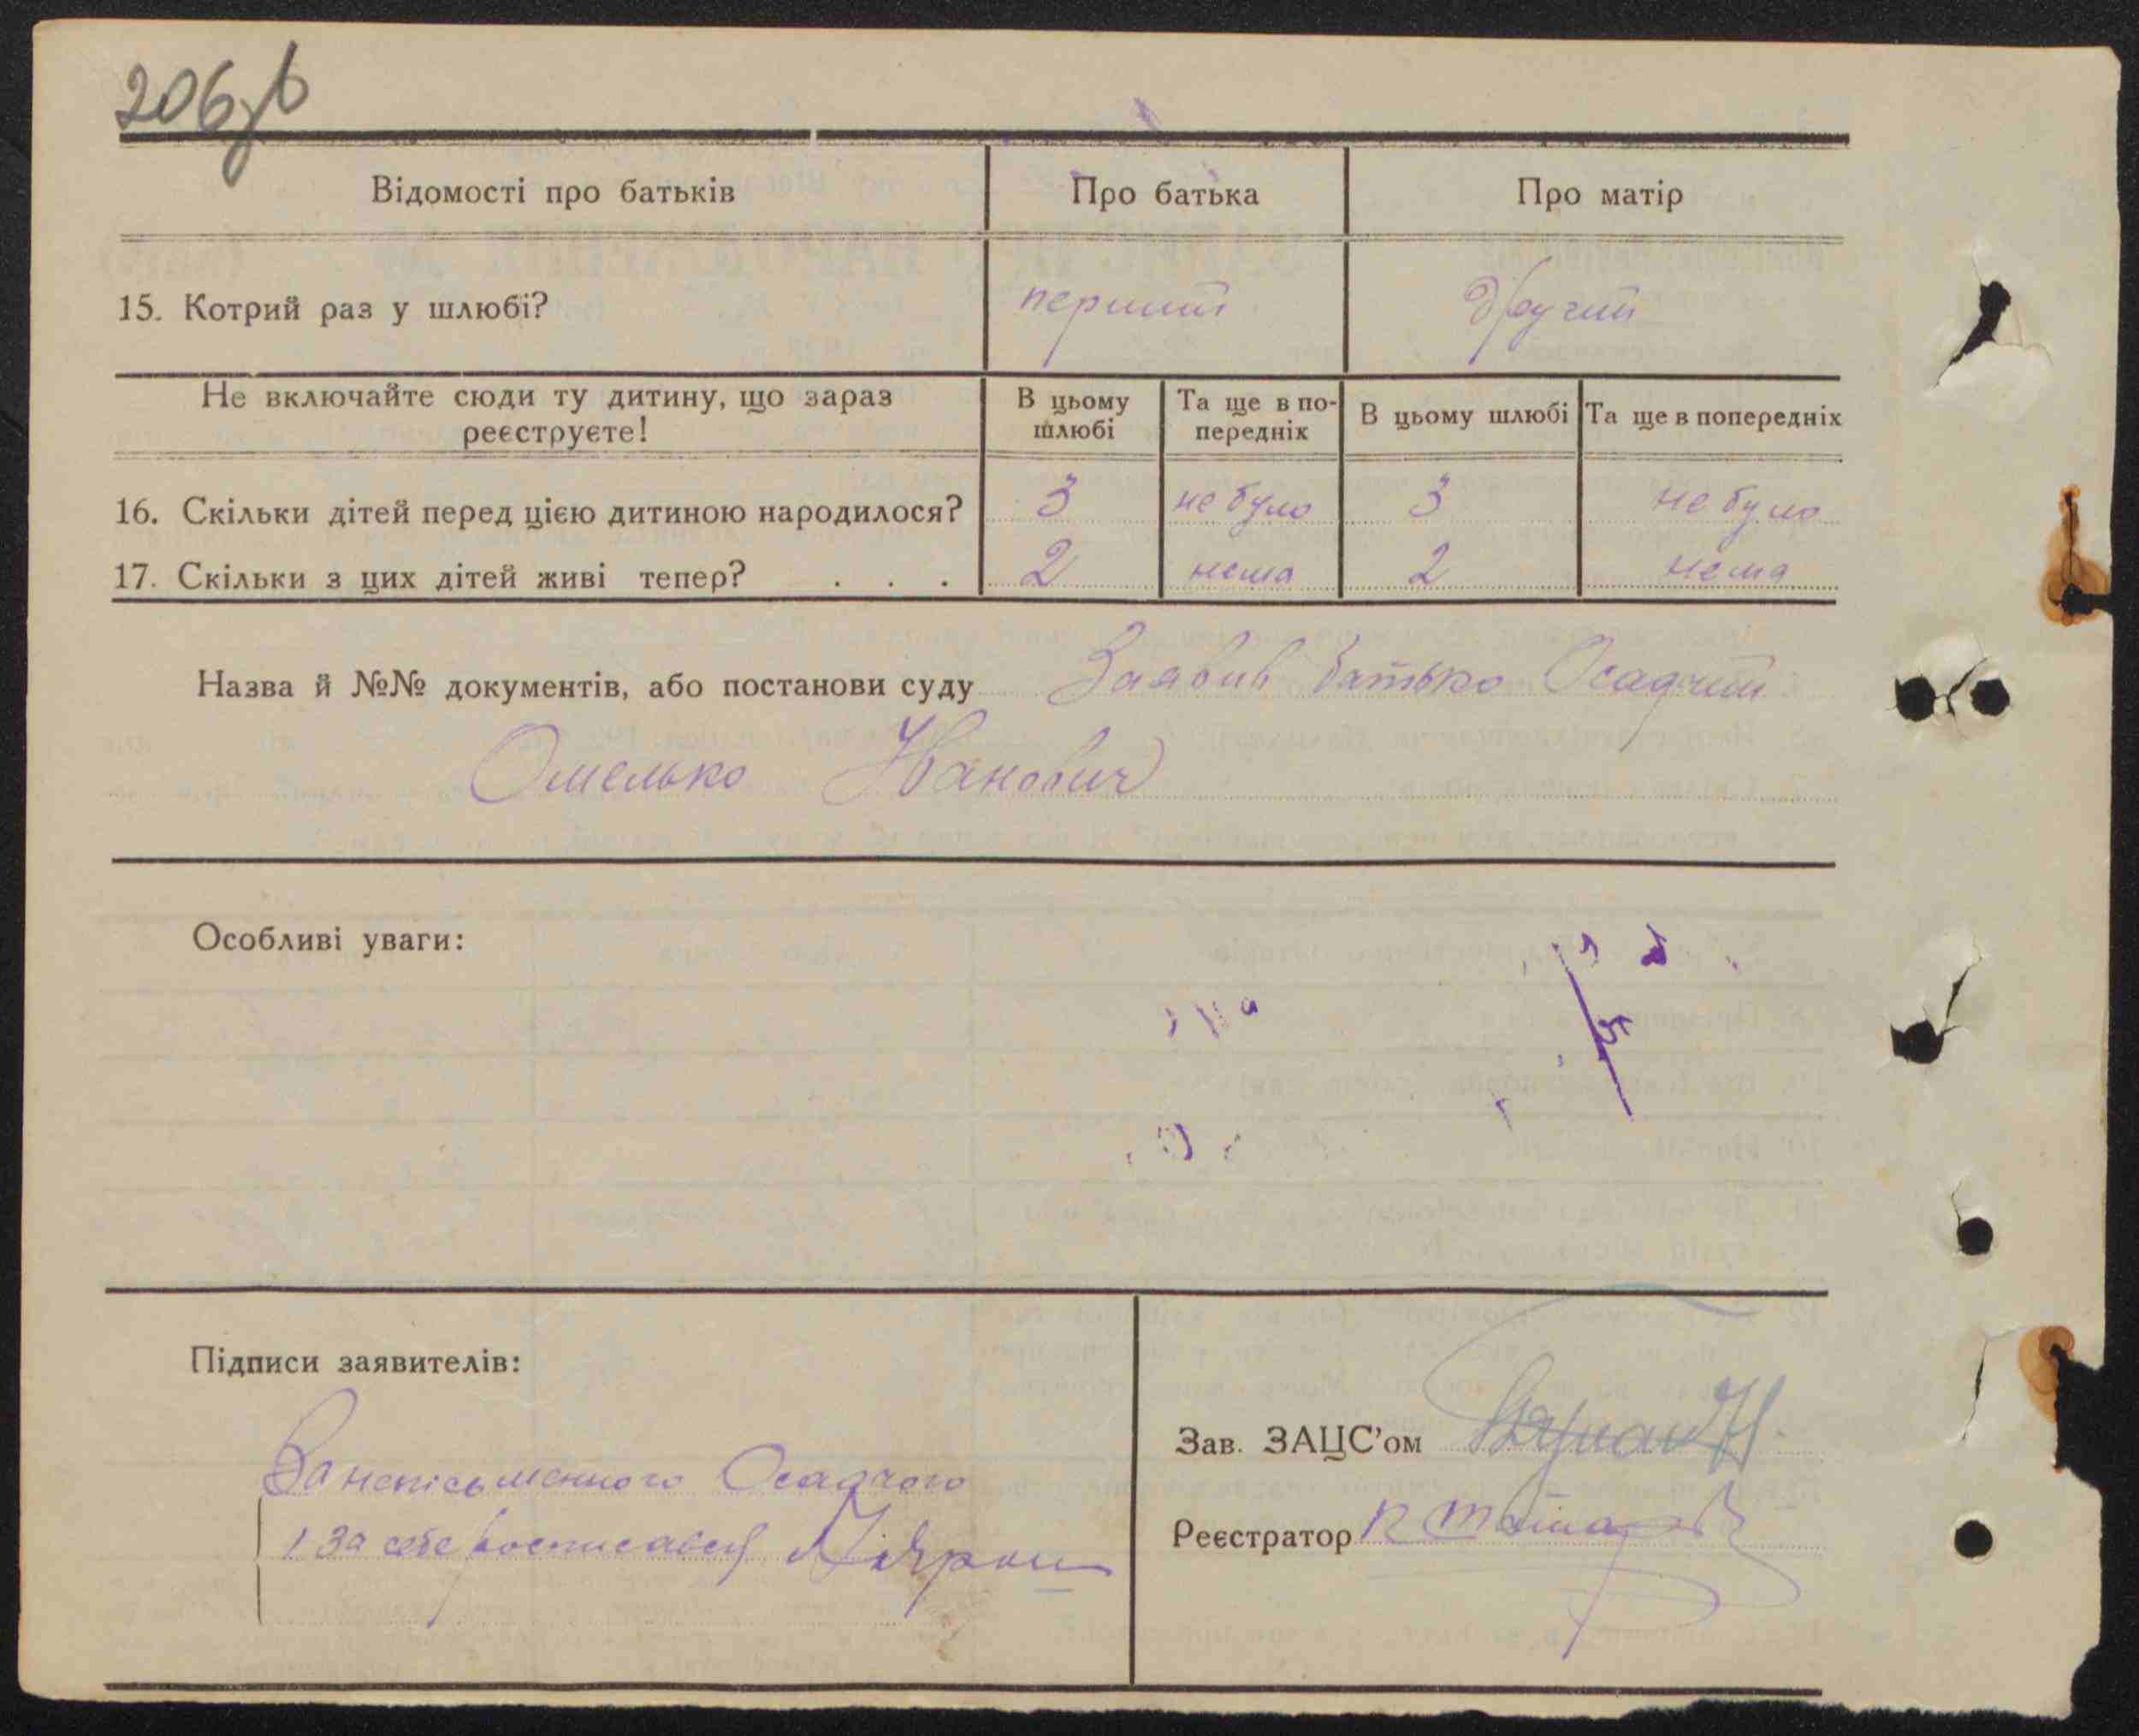 206зв
Відомості про батьків Про батька Про матір
15. Котрий раз у шлюбі? перший другий
Не включайте сюди ту дитину, що зараз реєструєте! В цьому шлюбі Та ще в попередніх В цьому шлюбі Та ще в попередніх
16. Скільки дітей перед цією дитиною народилося? 3 не було 3 не було
17. Скільки з цих дітей живі тепер? . . . 2 нема 2 нема
Назва й №№ документів, або постанови суду Заявив батько Осадчий
Омелько Іванович
Особливі уваги:
Підписи заявителів:
За неписьменного Осадчого
і За себе росписався
Зав. ЗАЦС'ом
Реєстратор